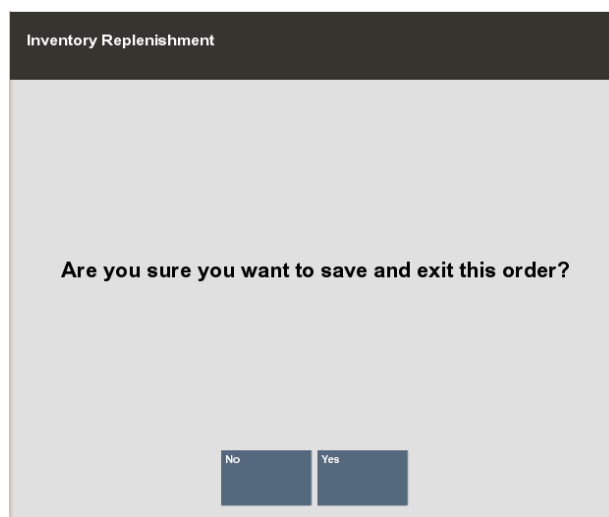 Inventory Replenishment
Are you sure you want to save and exit this order?
No
Yes